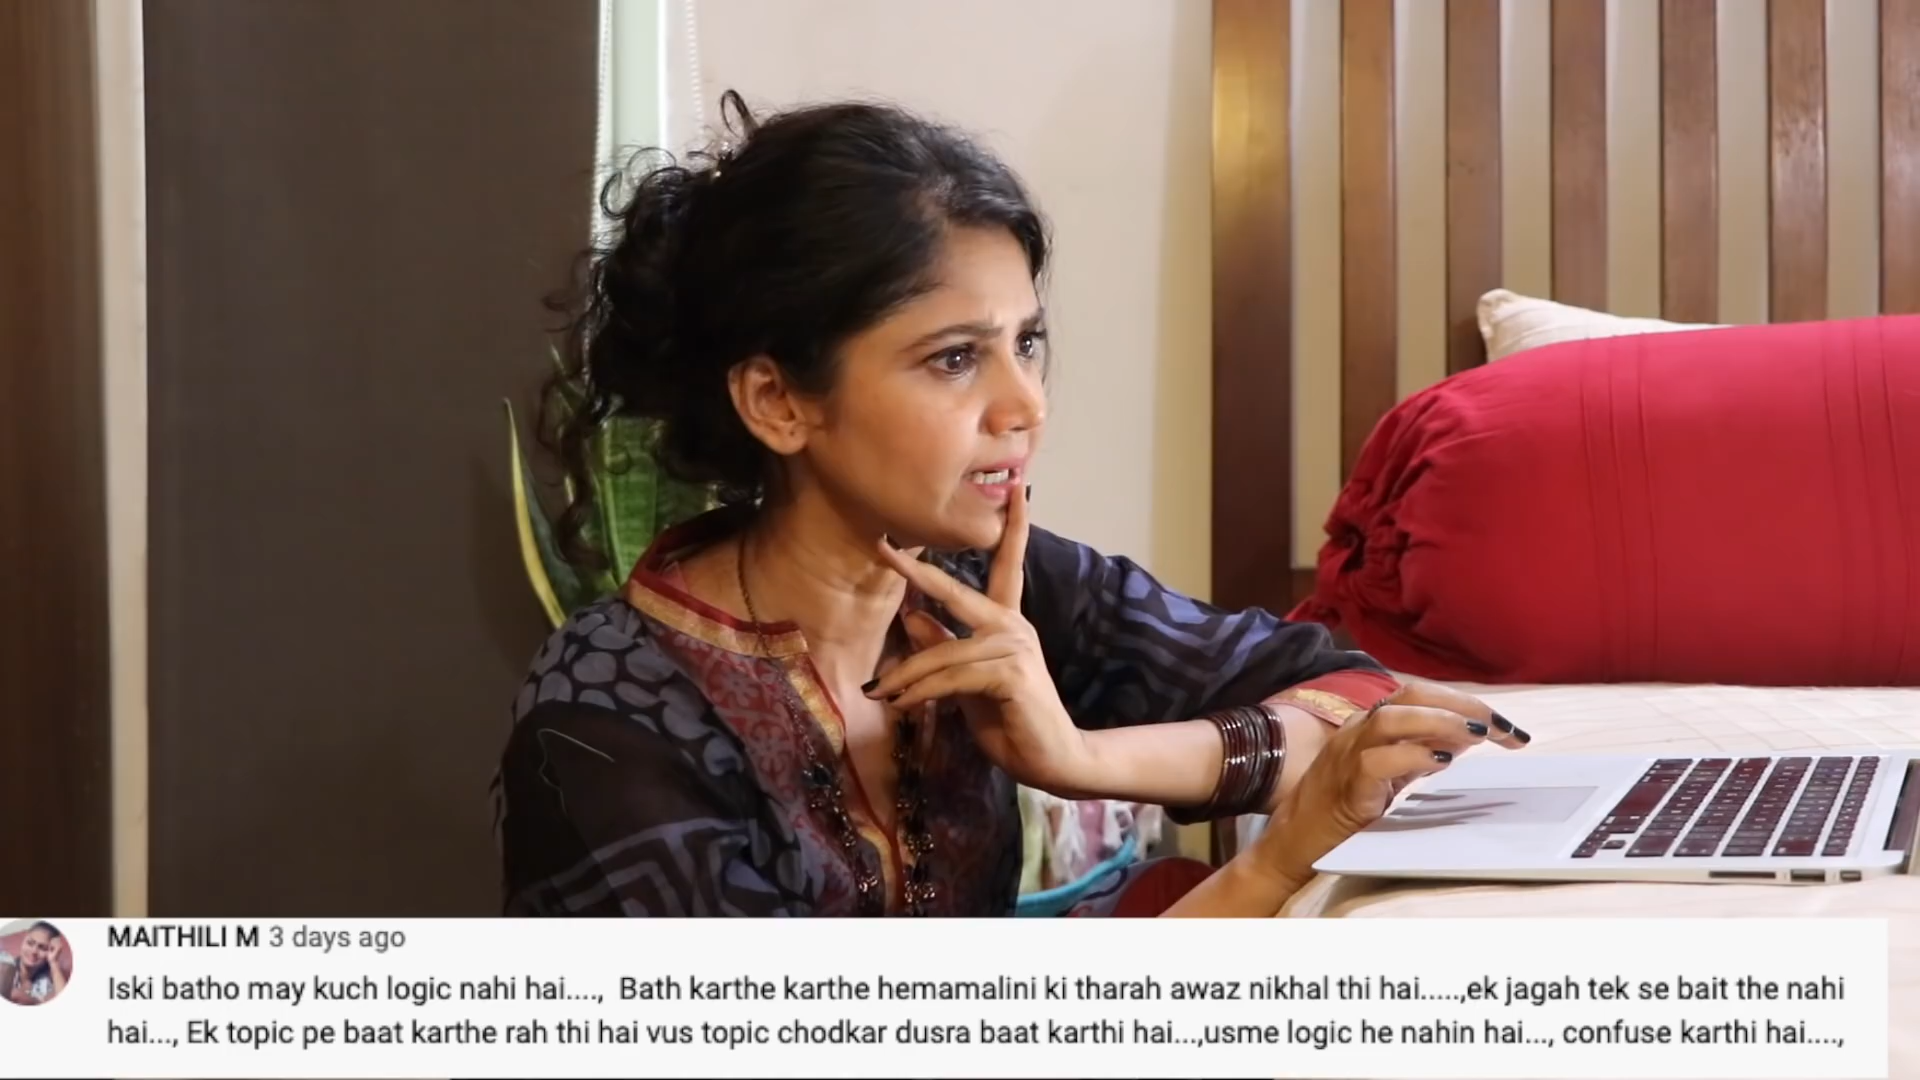 MAITHILI M 3 days ago
Iski batho may kuch logic nahi hai...., Bath karthe karthe hemamalini ki tharah awaz nikhal thi hai.....,ek jagah tek se bait the nahi
hai..., Ek topic pe baat karthe rah thi hai vus topic chodkar dusra baat karthi hai...,usme logic he nahin hai..., confuse karthi hai....,